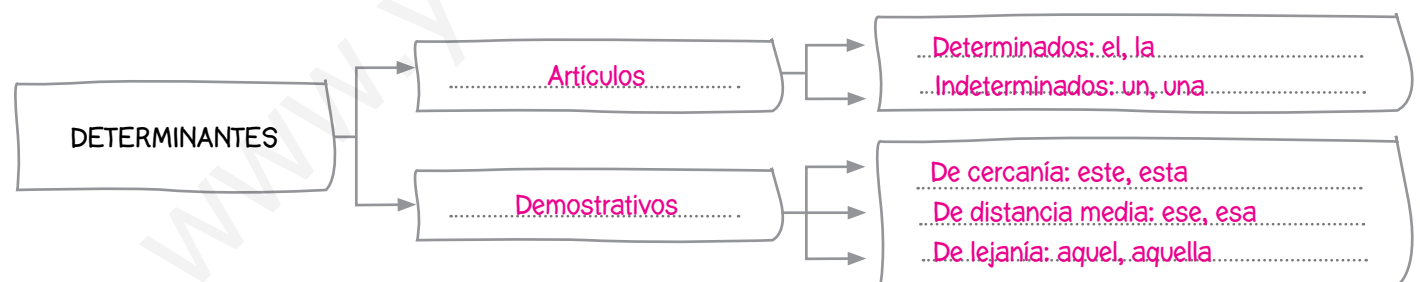 DETERMINANTES
Artículos
Determinados: el, la
Indeterminados: un, una
Demostrativos
De cercanía: este, esta
De distancia media: ese, esa
De lejanía: aquel, aquella
www.y